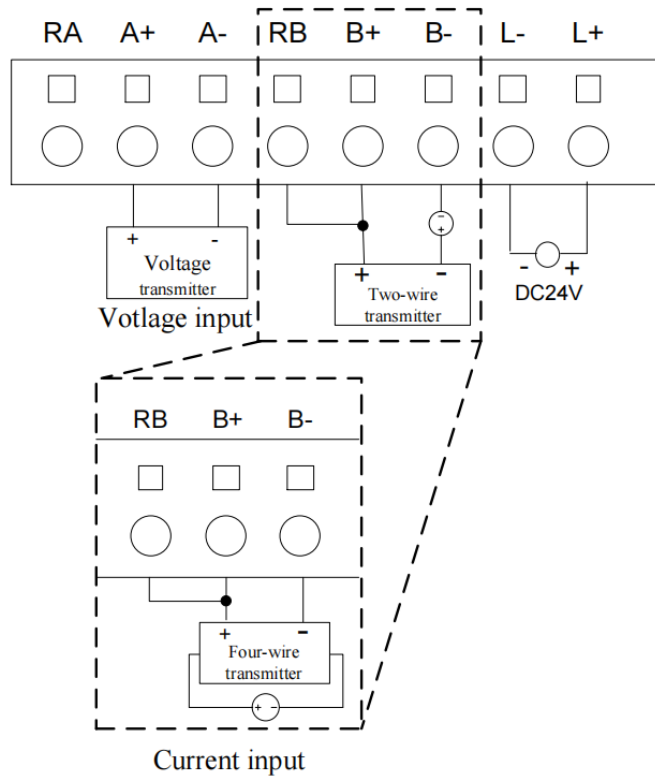 RA A+ A- RB B+ B- L- L+
+ -
Voltage
transmitter
Votlage input
-
+
+ -
Two-wire
transmitter
- +
DC24V
RB B+ B-
+ -
Four-wire
transmitter
+ -
Current input